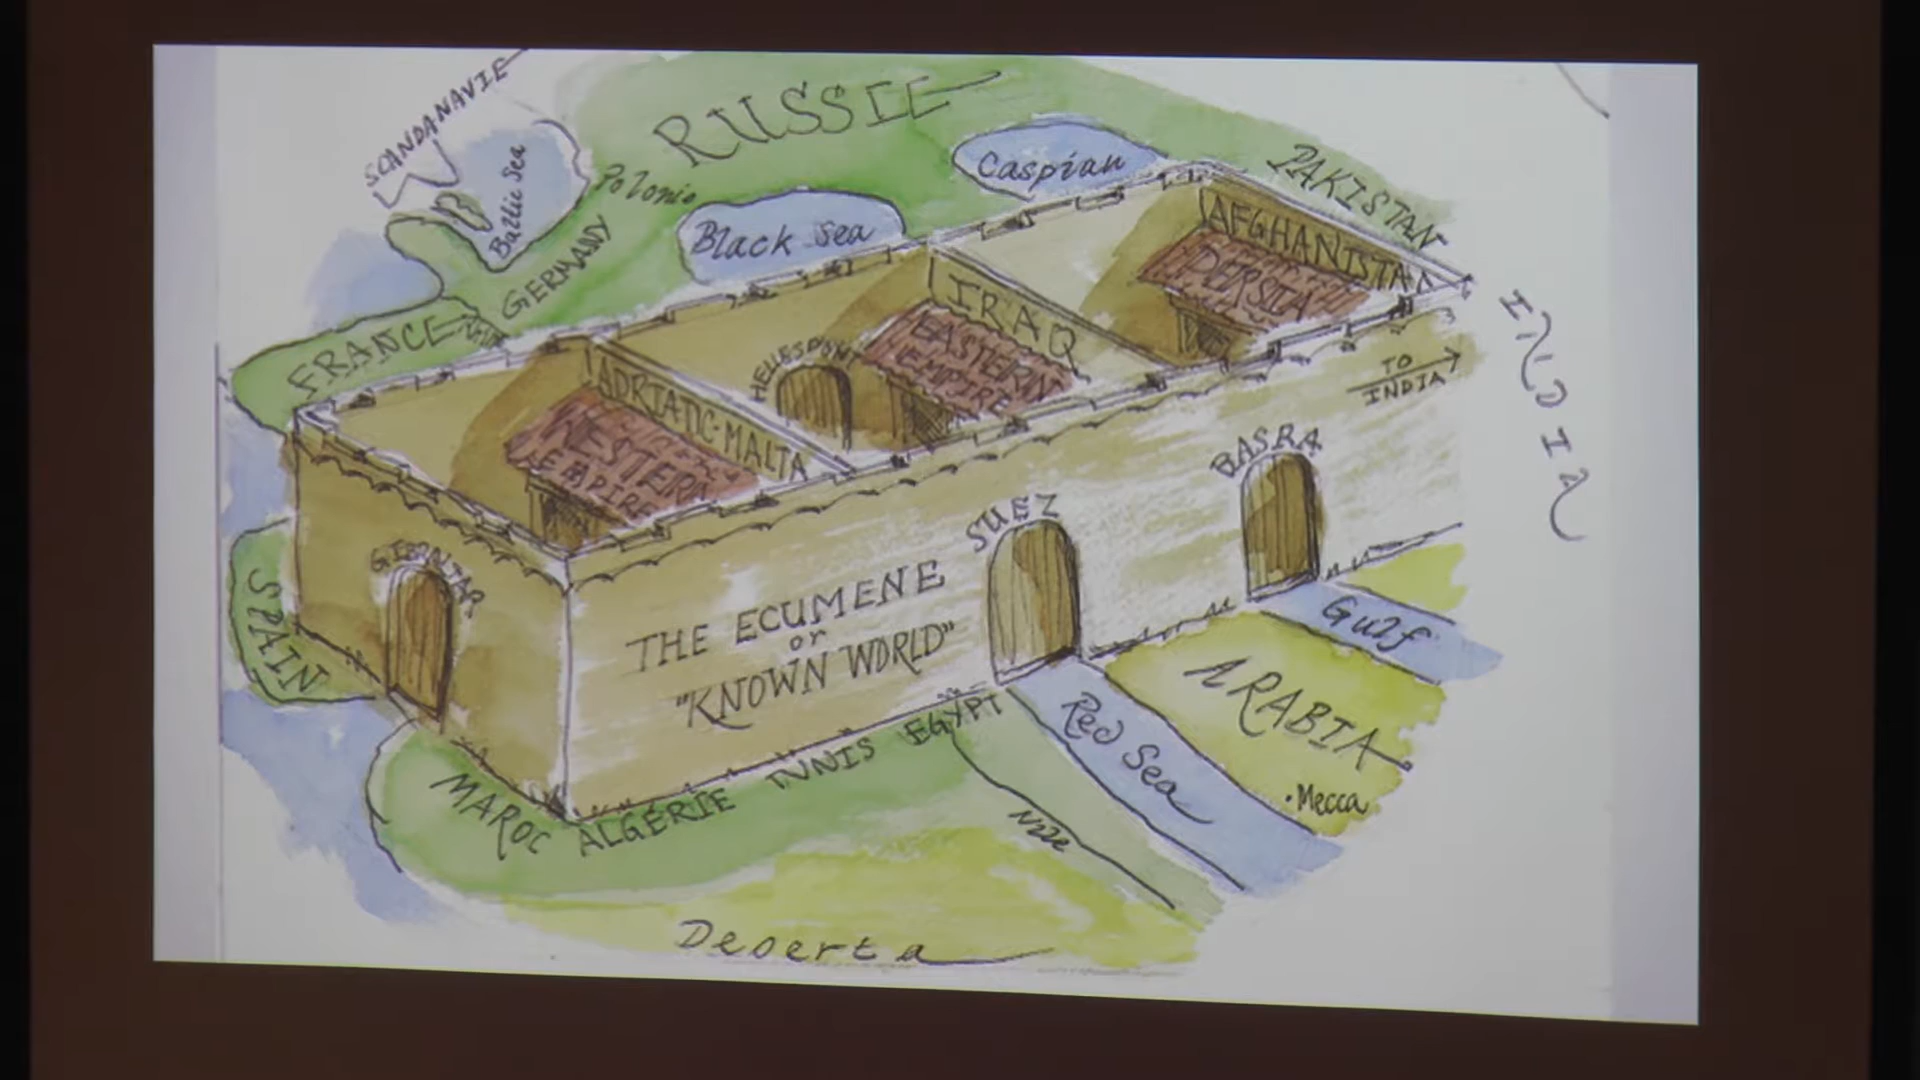 SCANDANAVIE
Baltic Sea
RUSSIE
Polonie
GERMANY
FRANCE
Black Sea
Caspian
PAKISTAN
AFGHANISTAN
PERSIA
IRAQ
EASTERN
EMPIRE
HELLESPONT
ADRIATIC-MALTA
WESTERN
EMPIRE
TO
INDIA
INDIA
BASRA
SUEZ
GIBRALTAR
SPAIN
THE ECUMENE
or
"KNOWN WORLD"
Gulf
ARABIA
Mecca
Red Sea
EGYPT
TUNIS
ALGÉRIE
MAROC
Nile
Deserta